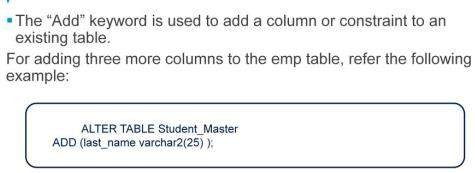 ▪ The “Add” keyword is used to add a column or constraint to an
existing table.
For adding three more columns to the emp table, refer the following
example:
ALTER TABLE Student_Master
ADD (last_name varchar2(25) );